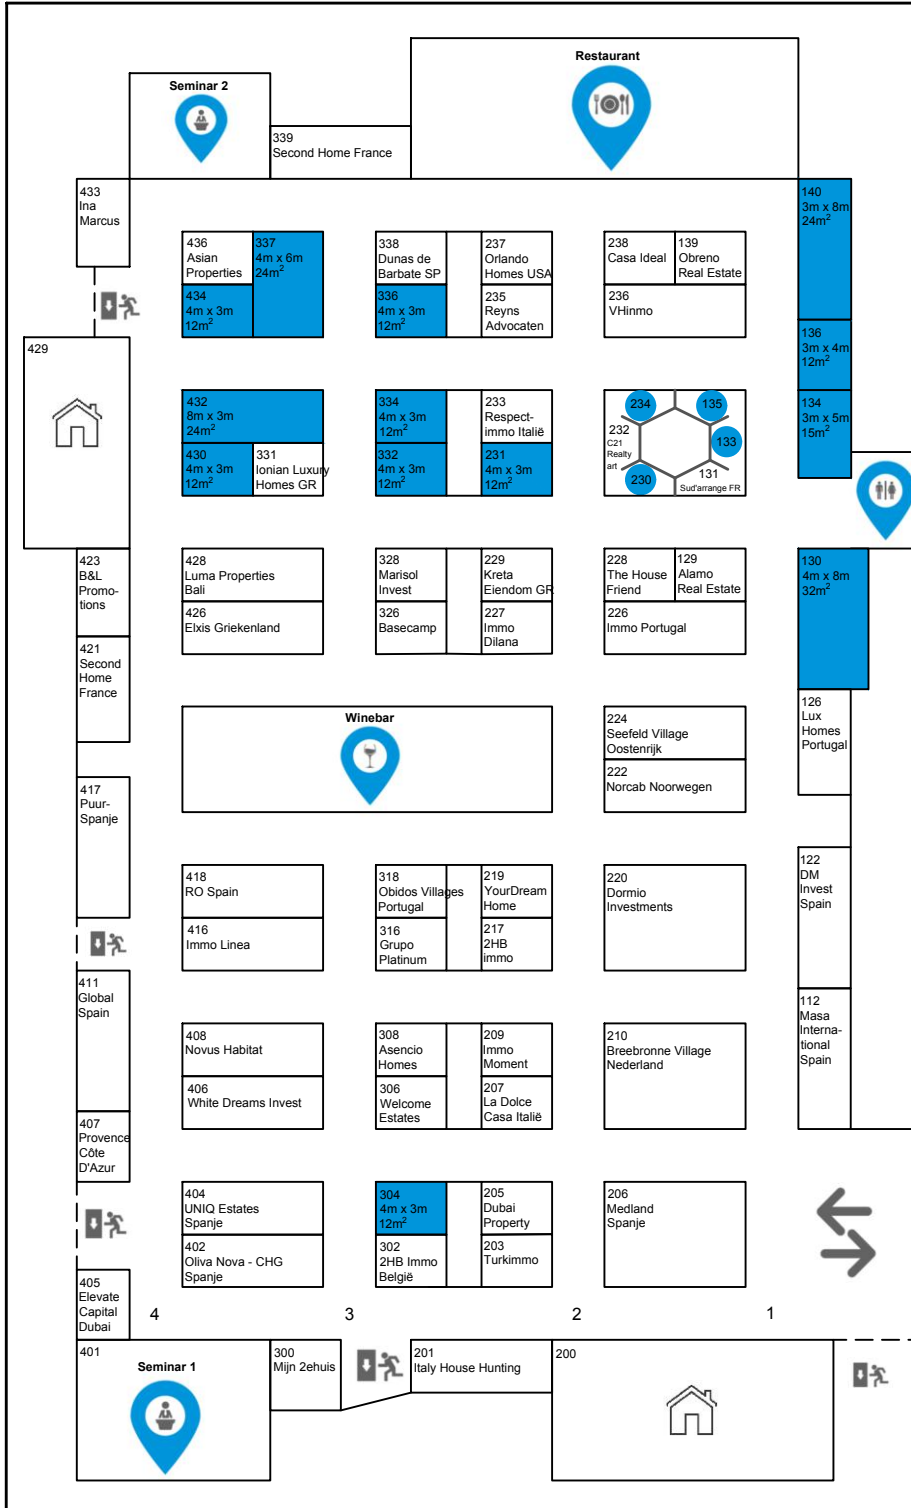 Seminar 2
Restaurant
339
Second Home France
433
Ina
Marcus
140
3m x 8m
24m²
436
Asian
Properties
337
4m x 6m
24m²
434
4m x 3m
12m²
338
Dunas de
Barbate SP
336
4m x 3m
12m²
237
Orlando
Homes USA
235
Reyns
Advocaten
238
Casa Ideal
139
Obreno
Real Estate
236
VHinmo
136
3m x 4m
12m²
134
3m x 5m
15m²
429
432
8m x 3m
24m²
430
4m x 3m
12m²
331
Ionian Luxury
Homes GR
334
4m x 3m
12m²
332
4m x 3m
12m²
233
Respect-
immo Italië
231
4m x 3m
12m²
234
135
232
C21
Realty
art
133
230
131
Sud'arrange FR
423
B&L
Promo-
tions
428
Luma Properties
Bali
426
Elxis Griekenland
328
Marisol
Invest
326
Basecamp
229
Kreta
Eiendom GR
227
Immo
Dilana
228
The House
Friend
129
Alamo
Real Estate
226
Immo Portugal
130
4m x 8m
32m²
421
Second
Home
France
126
Lux
Homes
Portugal
Winebar
224
Seefeld Village
Oostenrijk
222
Norcab Noorwegen
417
Puur-
Spanje
122
DM
Invest
Spain
418
RO Spain
416
Immo Linea
318
Obidos Villages
Portugal
316
Grupo
Platinum
219
YourDream
Home
217
2HB
immo
220
Dormio
Investments
411
Global
Spain
112
Masa
Interna-
tional
Spain
408
Novus Habitat
406
White Dreams Invest
308
Asencio
Homes
306
Welcome
Estates
209
Immo
Moment
207
La Dolce
Casa Italië
210
Breebronne Village
Nederland
407
Provence
Côte
D'Azur
404
UNIQ Estates
Spanje
402
Oliva Nova - CHG
Spanje
304
4m x 3m
12m²
302
2HB Immo
België
205
Dubai
Property
203
Turkimmo
206
Medland
Spanje
405
Elevate
Capital
Dubai
4
3
2
1
401
Seminar 1
300
Mijn 2ehuis
201
Italy House Hunting
200